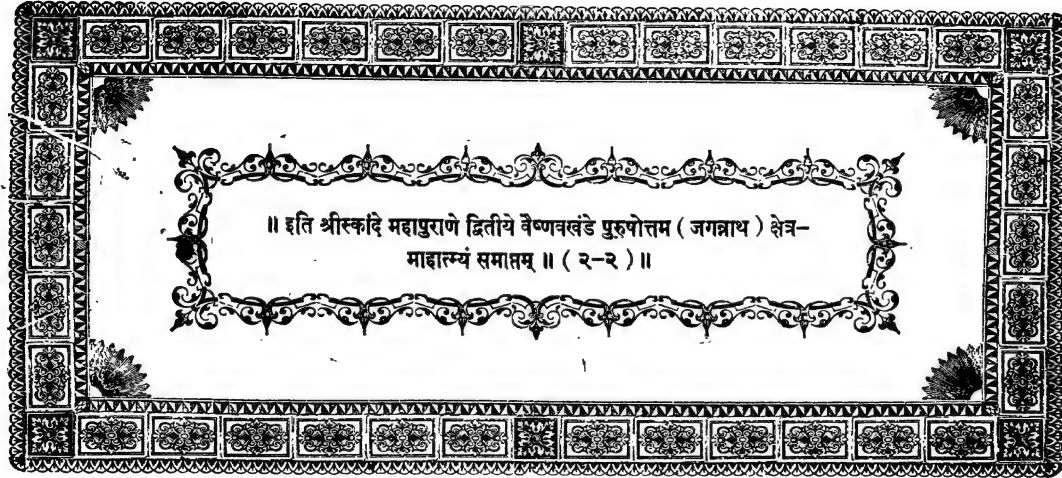 ॥ इति श्रीस्कांदे महापुराणे द्वितीये वैष्णवखंडे पुरुषोत्तम ( जगन्नाथ ) क्षेत्र-
माहात्म्यं समाप्तम् ॥ ( २-२ ) ॥